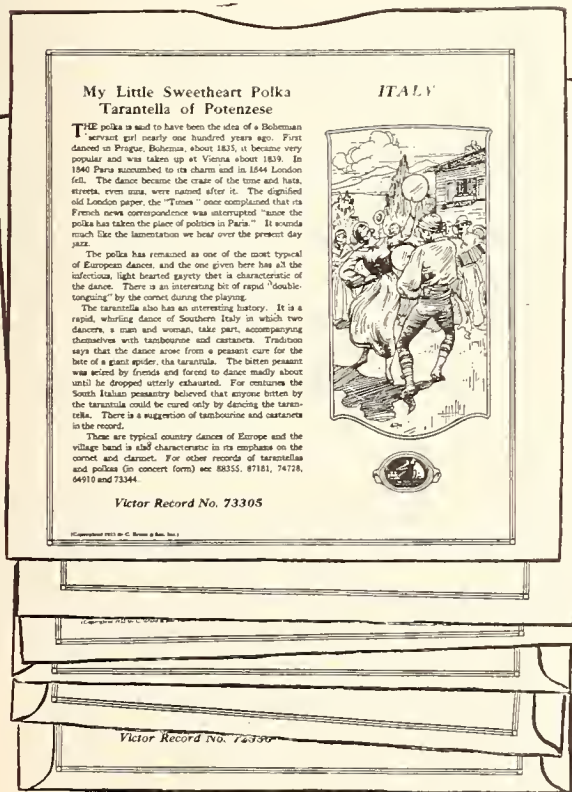 My Little Sweetheart Polka
Tarantella of Potenzese
ITALY
THE polka is said to have been the idea of a Bohemian
servant girl nearly one hundred years ago. First
danced in Prague, Bohemia, about 1835, it became very
popular and was taken up at Vienna about 1839. In
1840 Paris succumbed to its charm and in 1844 London
fell. The dance became the craze of the time and hats,
streets, even inns, were named after it. The dignified
old London paper, the "Times" once complained that its
French news correspondence was interrupted "since the
polka has taken the place of politics in Paris." It sounds
much like the lamentation we hear over the present day
jazz.
The polka has remained as one of the most typical
of European dances, and the one given here has all the
infectious, light hearted gayety that is characteristic of
the dance. There is an interesting bit of rapid "double-
tonguing" by the cornet during the playing.
The tarantella also has an interesting history. It is a
rapid, whirling dance of Southern Italy in which two
dancers, a man and woman, take part, accompanying
themselves with tambourine and castanets. Tradition
says that the dance arose from a peasant cure for the
bite of a giant spider, the tarantula. The bitten peasant
was seized by friends and forced to dance madly about
until he dropped utterly exhausted. For centuries the
South Italian peasantry believed that anyone bitten by
the tarantula could be cured only by dancing the taran-
tella. There is a suggestion of tambourine and castanets
in the record.
These are typical country dances of Europe and the
village band is also characteristic in its emphasis on the
cornet and clarinet. For other records of tarantellas
and polkas (in concert form) see 88355, 87181, 74728,
64910 and 73344.
Victor Record No. 73305
Victor Record No.